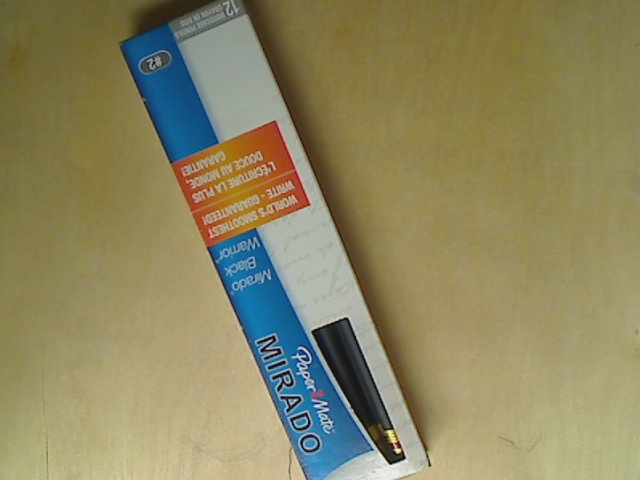 Paper Mate
MIRADO
Mirado®
Black
Warrior®
WORLD'S SMOOTHEST
WRITE - GUARANTEED!
L'ÉCRITURE LA PLUS
DOUCE AU MONDE,
GARANTIE!
#2
12